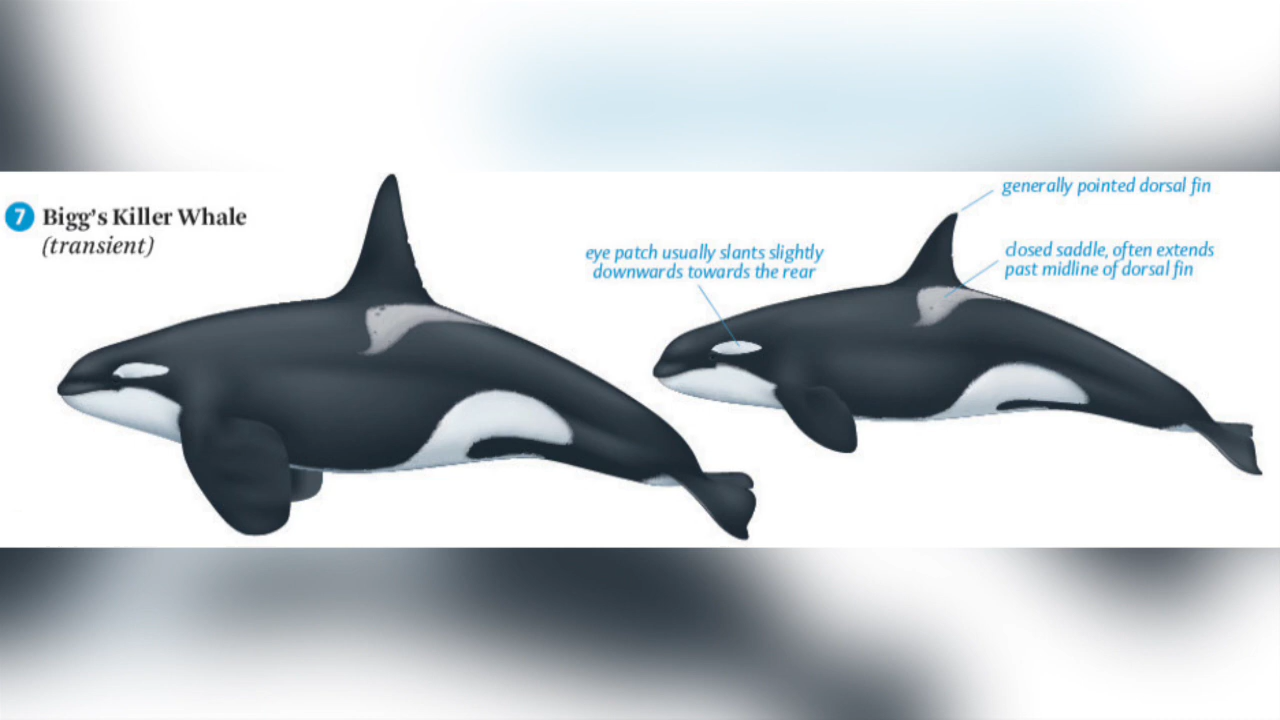 7 Bigg's Killer Whale
(transient)
eye patch usually slants slightly
downwards towards the rear
generally pointed dorsal fin
closed saddle, often extends
past midline of dorsal fin